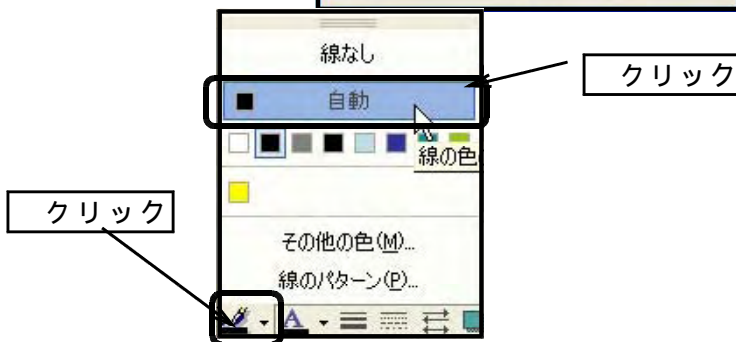 線なし
自動
クリック
線の色
クリック
その他の色(M)...
線のパターン(P)...
A